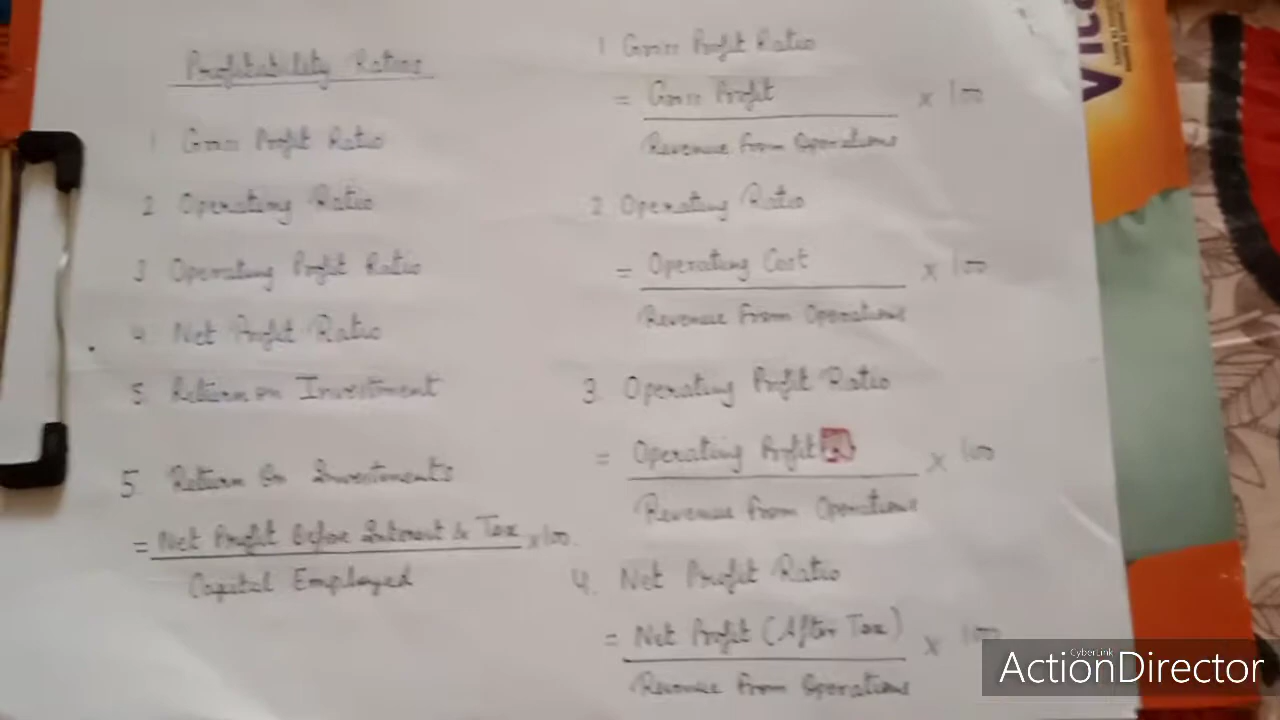 Profitability Ratios
1 Gross Profit Ratio
2 Operating Ratio
3 Operating Profit Ratio
4 Net Profit Ratio
5. Return on Investment
5. Return On Investments
= Net Profit Before Interest & Tax x 100.
Capital Employed
1 Gross Profit Ratio
= Gross Profit x 100
Revenue From Operations
2 Operating Ratio
= Operating Cost x 100
Revenue From Operations
3. Operating Profit Ratio
= Operating Profit x 100
Revenue From Operations
4. Net Profit Ratio
= Net Profit (After Tax) x 100
Revenue From Operations
Vita
CyberLink
ActionDirector